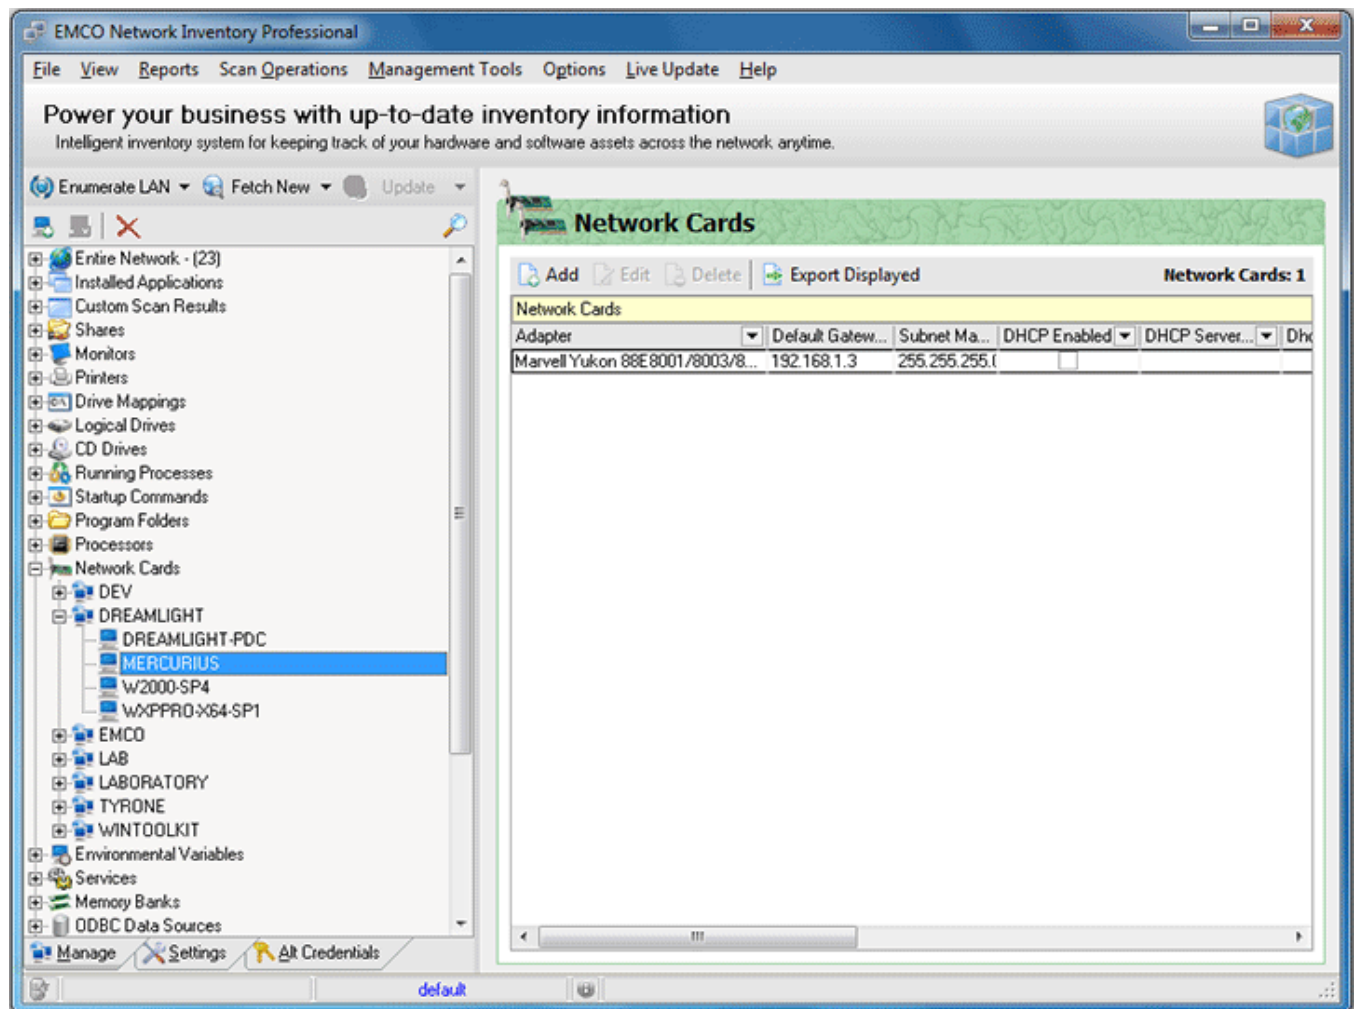 EMCO Network Inventory Professional
File View Reports Scan Operations Management Tools Options Live Update Help
Power your business with up-to-date inventory information
Intelligent inventory system for keeping track of your hardware and software assets across the network anytime.
Enumerate LAN Fetch New Update
Network Cards
Add Edit Delete Export Displayed Network Cards: 1
Network Cards
Adapter Default Gatew... Subnet Ma... DHCP Enabled DHCP Server... Dhc
Marvell Yukon 88E8001/8003/8... 192.168.1.3 255.255.255.(
Entire Network - (23)
Installed Applications
Custom Scan Results
Shares
Monitors
Printers
Drive Mappings
Logical Drives
CD Drives
Running Processes
Startup Commands
Program Folders
Processors
Network Cards
DEV
DREAMLIGHT
DREAMLIGHT-PDC
MERCURIUS
W2000-SP4
WXPPRO-X64-SP1
EMCO
LAB
LABORATORY
TYRONE
WINTOOLKIT
Environmental Variables
Services
Memory Banks
ODBC Data Sources
Manage Settings Alt Credentials
default